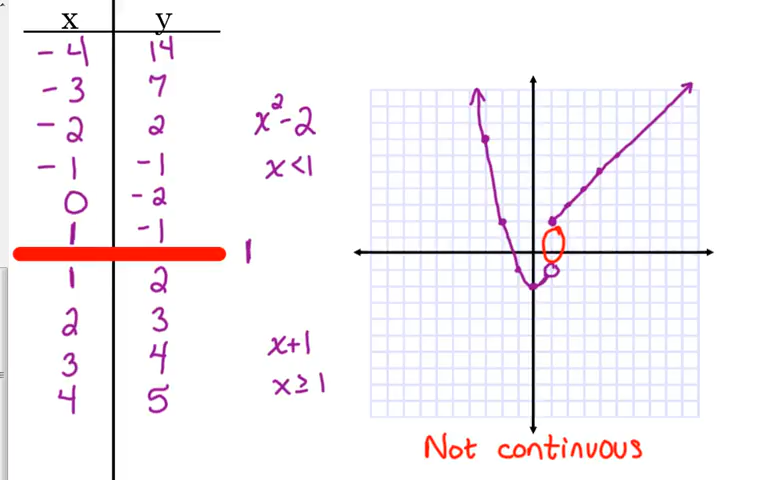 x y
-4 14
-3 7
-2 2
-1 -1
0 -2
1 -1
1 2
2 3
3 4
4 5
x²-2
x<1
1
x+1
x≥1
Not continuous